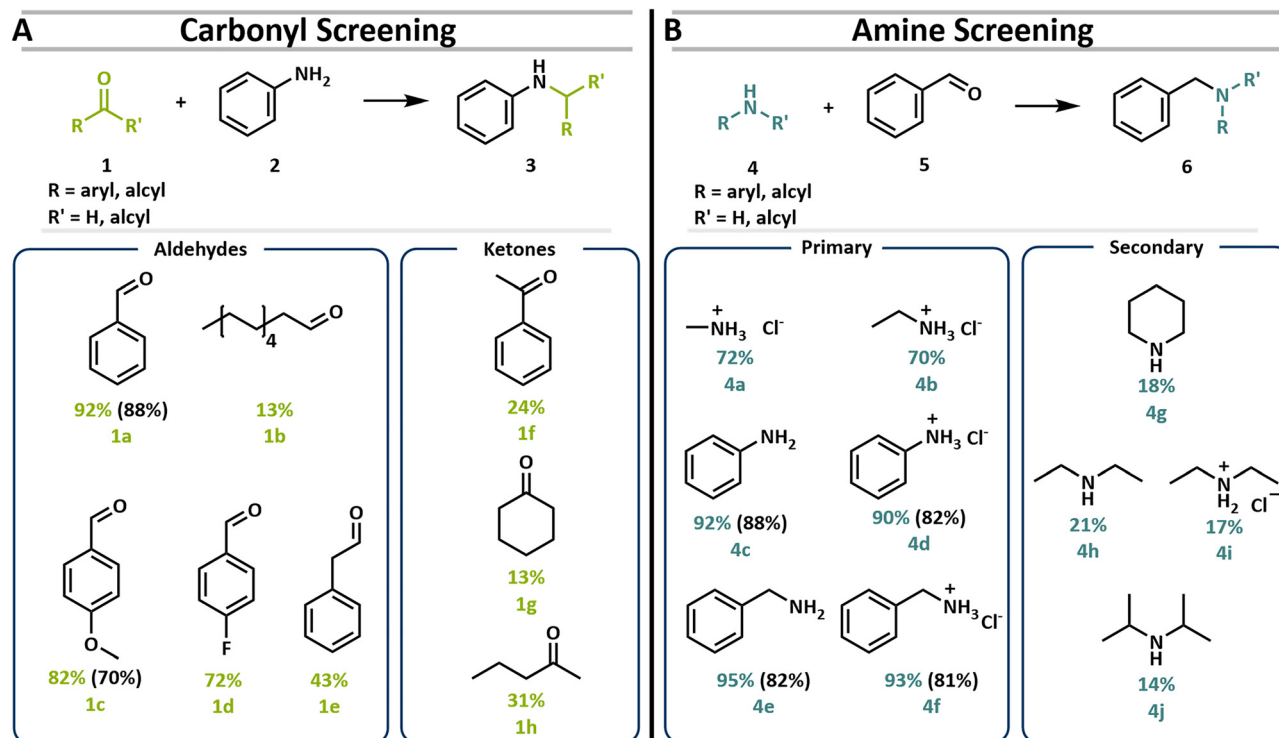 A Carbonyl Screening
O
R R'
1
R = aryl, alcyl
R' = H, alcyl
+
NH2
2
H
N R'
R
3
Aldehydes
O
92% (88%)
1a
O
4
13%
1b
O
O
82% (70%)
1c
O
F
72%
1d
O
43%
1e
Ketones
O
24%
1f
O
13%
1g
O
31%
1h
B Amine Screening
H
N
R R'
4
R = aryl, alcyl
R' = H, alcyl
+
O
5
R'
N
R
6
Primary
+
NH3 Cl-
72%
4a
+
NH3 Cl-
70%
4b
NH2
92% (88%)
4c
+
NH3 Cl-
90% (82%)
4d
NH2
95% (82%)
4e
+
NH3 Cl-
93% (81%)
4f
Secondary
N
H
18%
4g
N
H
21%
4h
+
N
H2 Cl-
17%
4i
N
H
14%
4j